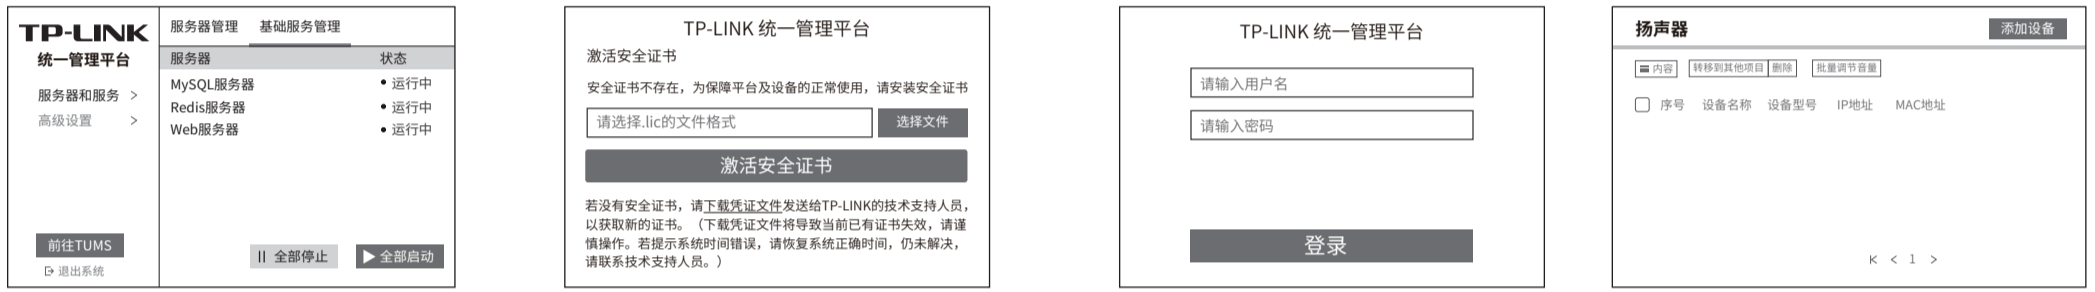 TP-LINK
统一管理平台
服务器和服务 >
高级设置 >
前往TUMS
退出系统
服务器管理 基础服务管理
服务器 状态
MySQL服务器 • 运行中
Redis服务器 • 运行中
Web服务器 • 运行中
全部停止 全部启动
TP-LINK 统一管理平台
激活安全证书
安全证书不存在，为保障平台及设备的正常使用，请安装安全证书
请选择.lic的文件格式 选择文件
激活安全证书
若没有安全证书，请下载凭证文件发送给TP-LINK的技术支持人员，
以获取新的证书。（下载凭证文件将导致当前已有证书失效，请谨
慎操作。若提示系统时间错误，请恢复系统正确时间，仍未解决，
请联系技术支持人员。）
TP-LINK 统一管理平台
请输入用户名
请输入密码
登录
扬声器 添加设备
内容 转移到其他项目 删除 批量调节音量
序号 设备名称 设备型号 IP地址 MAC地址
K < 1 >